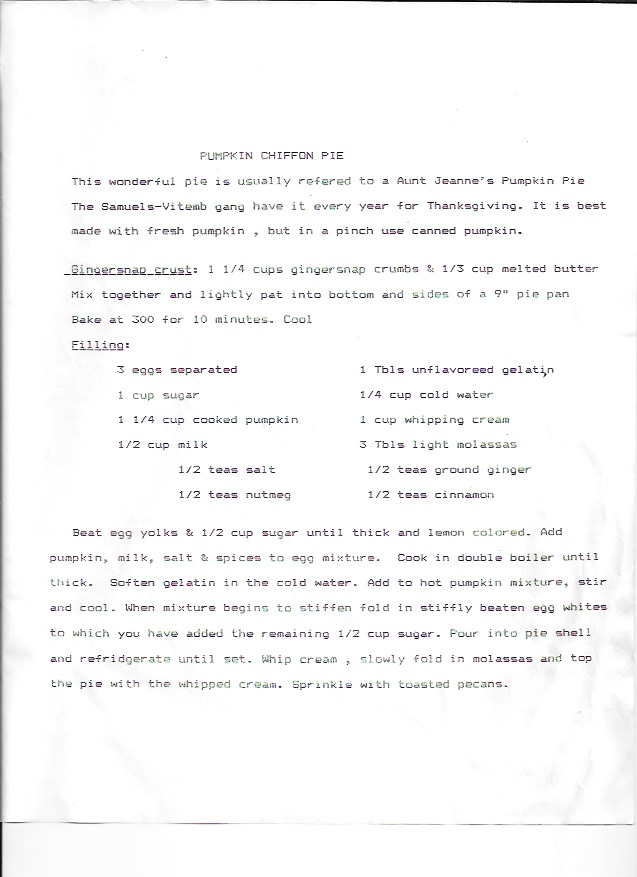 PUMPKIN CHIFFON PIE
This wonderful pie is usually refered to a Aunt Jeanne's Pumpkin Pie
The Samuels-Vitemb gang have it every year for Thanksgiving. It is best
made with fresh pumpkin , but in a pinch use canned pumpkin.
Gingersnap crust: 1 1/4 cups gingersnap crumbs & 1/3 cup melted butter
Mix together and lightly pat into bottom and sides of a 9" pie pan
Bake at 300 for 10 minutes. Cool
Filling:
3 eggs separated 1 Tbls unflavoreed gelatin
1 cup sugar 1/4 cup cold water
1 1/4 cup cooked pumpkin 1 cup whipping cream
1/2 cup milk 3 Tbls light molassas
1/2 teas salt 1/2 teas ground ginger
1/2 teas nutmeg 1/2 teas cinnamon
Beat egg yolks & 1/2 cup sugar until thick and lemon colored. Add
pumpkin, milk, salt & spices to egg mixture. Cook in double boiler until
thick. Soften gelatin in the cold water. Add to hot pumpkin mixture, stir
and cool. When mixture begins to stiffen fold in stiffly beaten egg whites
to which you have added the remaining 1/2 cup sugar. Pour into pie shell
and refridgerate until set. Whip cream , slowly fold in molassas and top
the pie with the whipped cream. Sprinkle with toasted pecans.